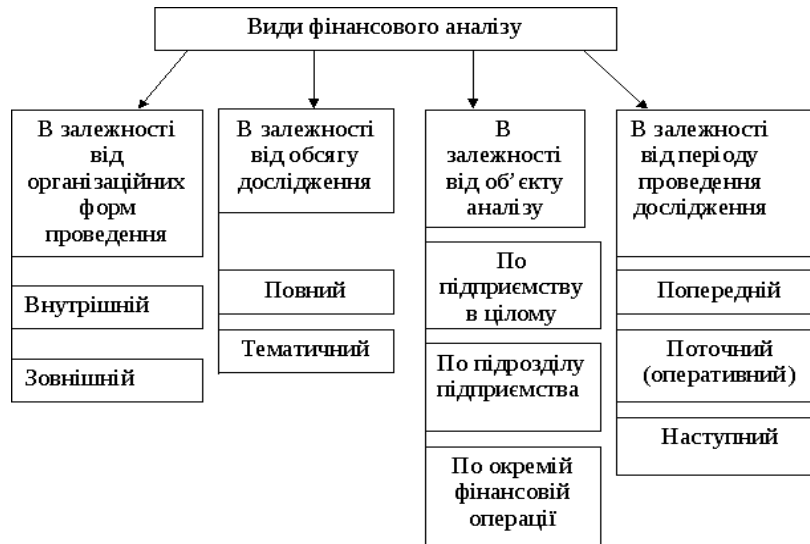 Види фінансового аналізу
В залежності
від
організаційних
форм
проведення
Внутрішній
Зовнішній
В залежності
від обсягу
дослідження
Повний
Тематичний
В
залежності
від об’єкту
аналізу
По
підприємству
в цілому
По підрозділу
підприємства
По окремій
фінансовій
операції
В залежності
від періоду
проведення
дослідження
Попередній
Поточний
(оперативний)
Наступний